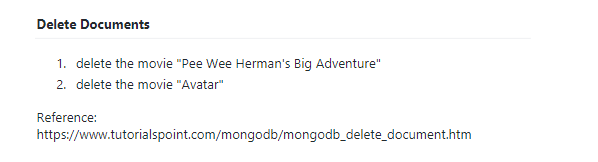 Delete Documents
1. delete the movie "Pee Wee Herman's Big Adventure"
2. delete the movie "Avatar"
Reference:
https://www.tutorialspoint.com/mongodb/mongodb_delete_document.htm